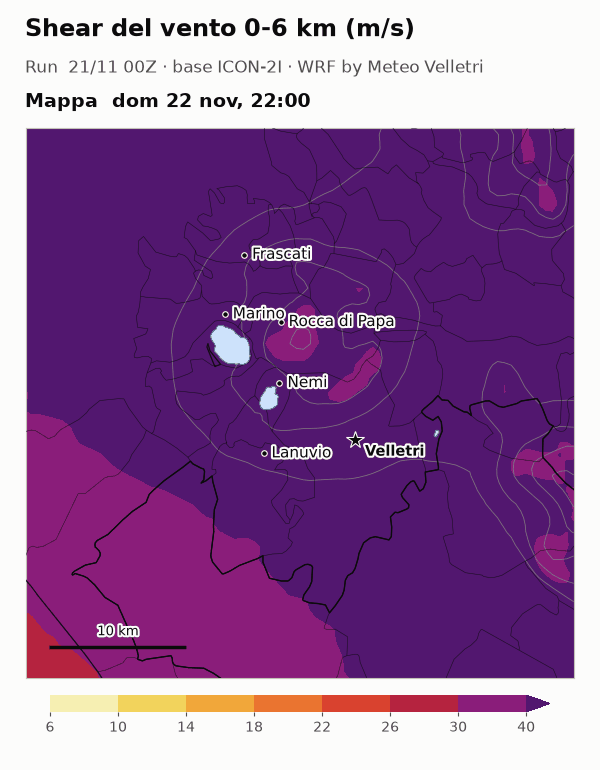 Shear del vento 0-6 km (m/s)
Run  21/11 00Z · base ICON-2I · WRF by Meteo Velletri
Mappa  dom 22 nov, 22:00
Frascati
Marino
Rocca di Papa
Nemi
Lanuvio
Velletri
10 km
6 10 14 18 22 26 30 40